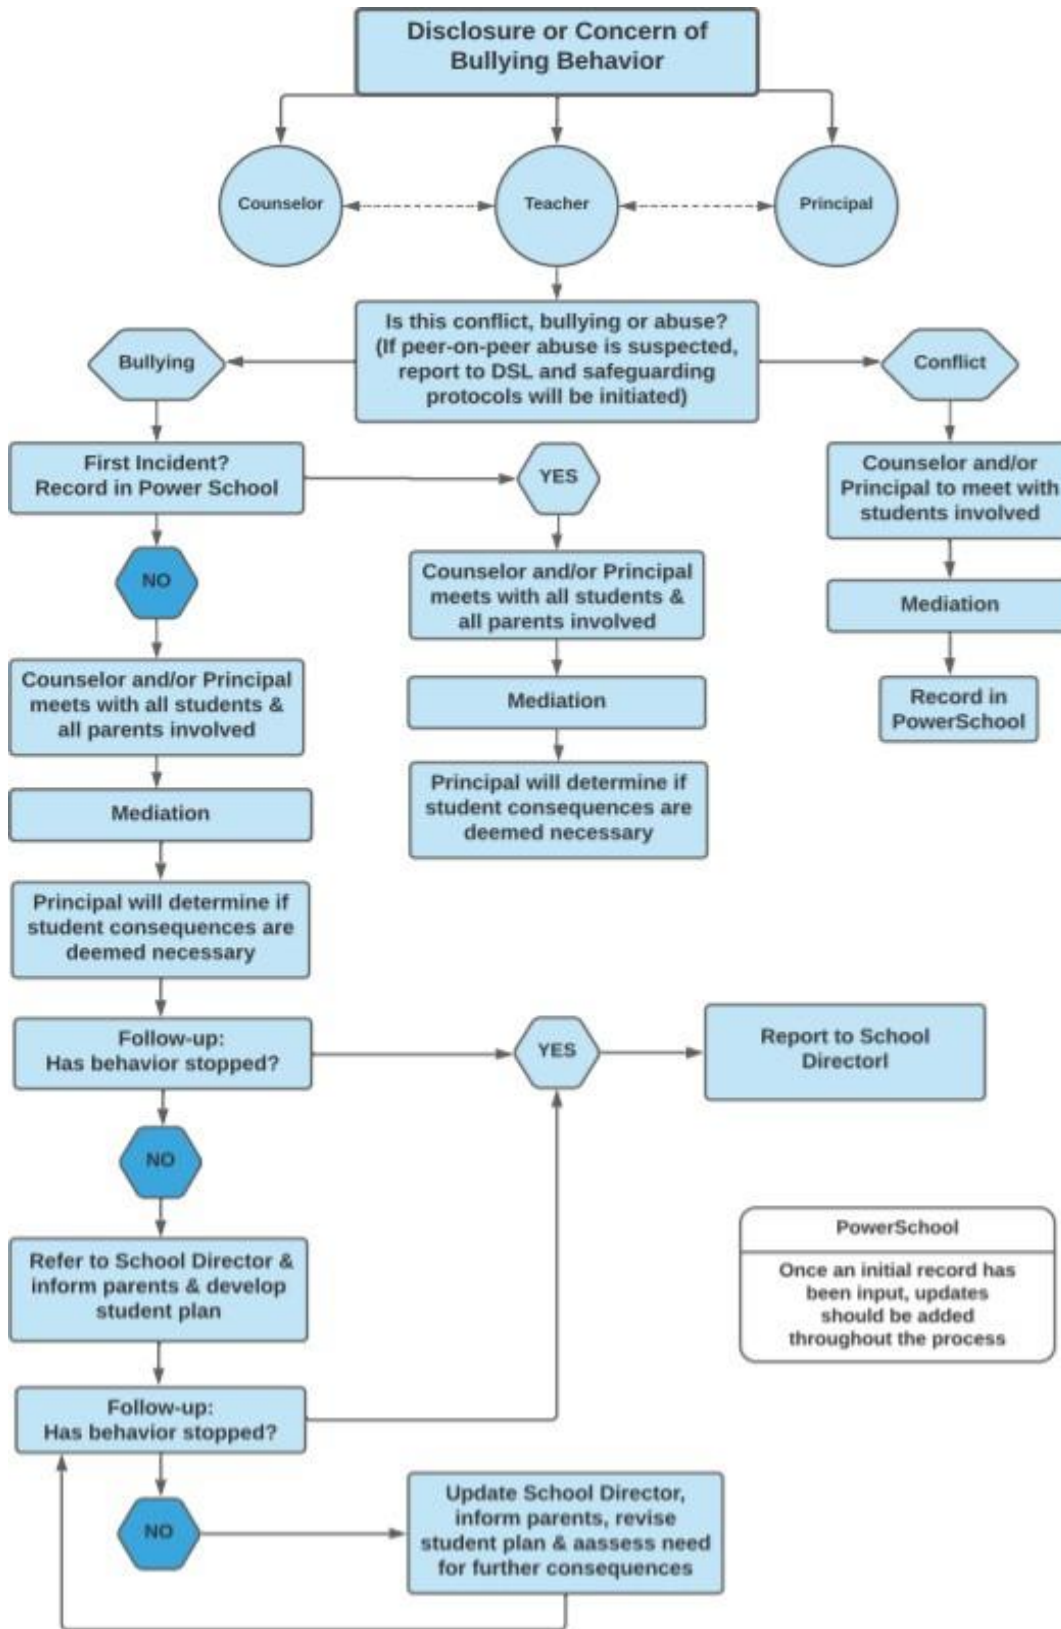 Disclosure or Concern of
Bullying Behavior
Counselor
Teacher
Principal
Is this conflict, bullying or abuse?
(If peer-on-peer abuse is suspected,
report to DSL and safeguarding
protocols will be initiated)
Bullying
Conflict
First Incident?
Record in Power School
YES
Counselor and/or
Principal to meet with
students involved
NO
Counselor and/or Principal
meets with all students &
all parents involved
Mediation
Counselor and/or Principal
meets with all students &
all parents involved
Mediation
Record in
PowerSchool
Mediation
Principal will determine if
student consequences are
deemed necessary
Principal will determine if
student consequences are
deemed necessary
Follow-up:
Has behavior stopped?
YES
Report to School
Directorl
NO
Refer to School Director &
inform parents & develop
student plan
PowerSchool
Once an initial record has
been input, updates
should be added
throughout the process
Follow-up:
Has behavior stopped?
NO
Update School Director,
inform parents, revise
student plan & aassess need
for further consequences